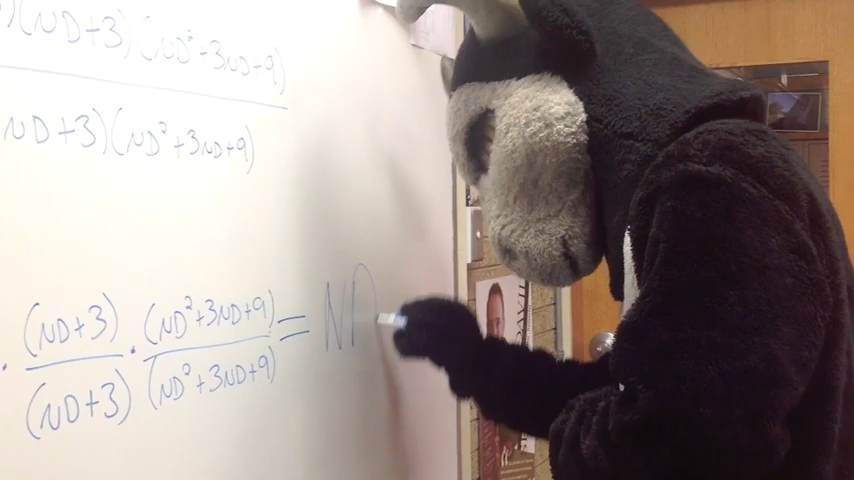 )(ND+3)(ND²+3ND+9)
ND+3)(ND²+3ND+9)
· (ND+3) · (ND²+3ND+9) = ND
(ND+3) (ND²+3ND+9)
DAVID